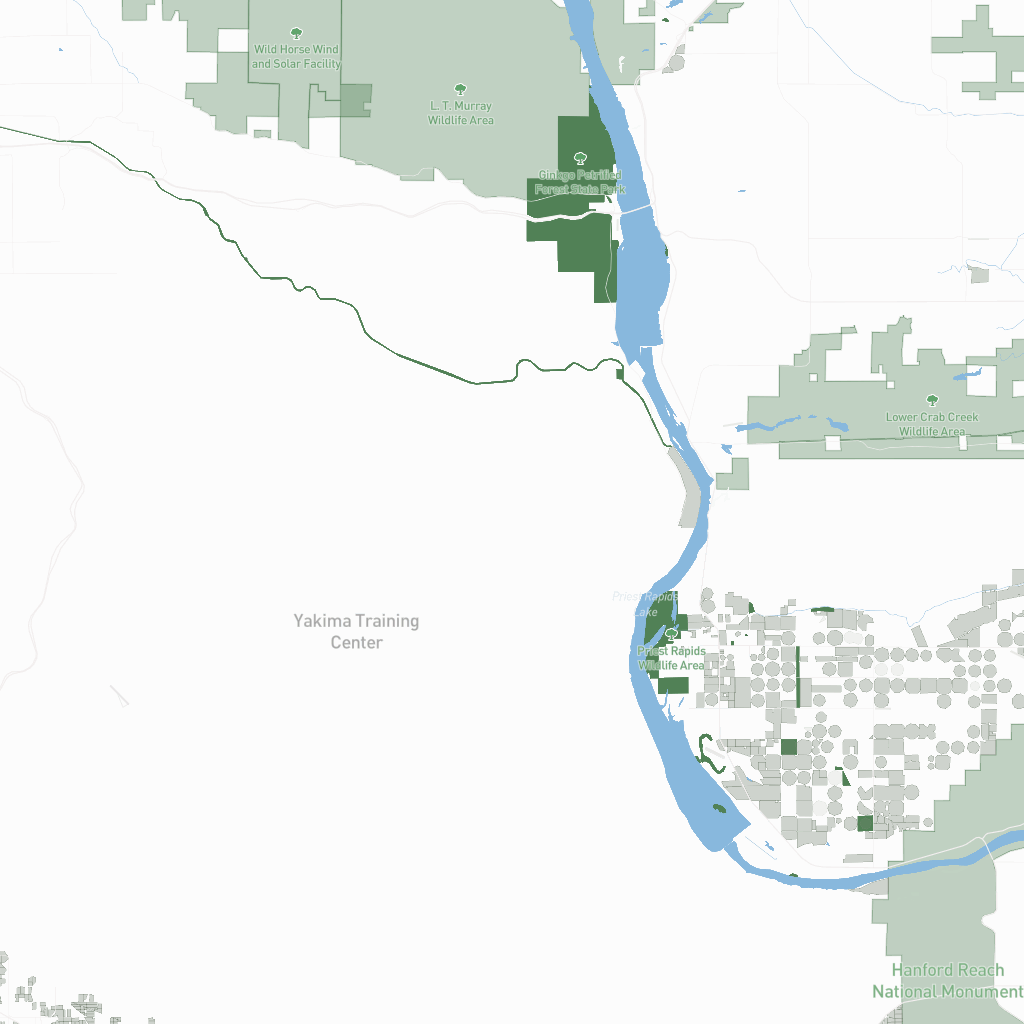 Wild Horse Wind
and Solar Facility
L. T. Murray
Wildlife Area
Ginkgo Petrified
Forest State Park
Lower Crab Creek
Wildlife Area
Priest Rapids
Lake
Yakima Training
Center
Priest Rapids
Wildlife Area
Hanford Reach
National Monument